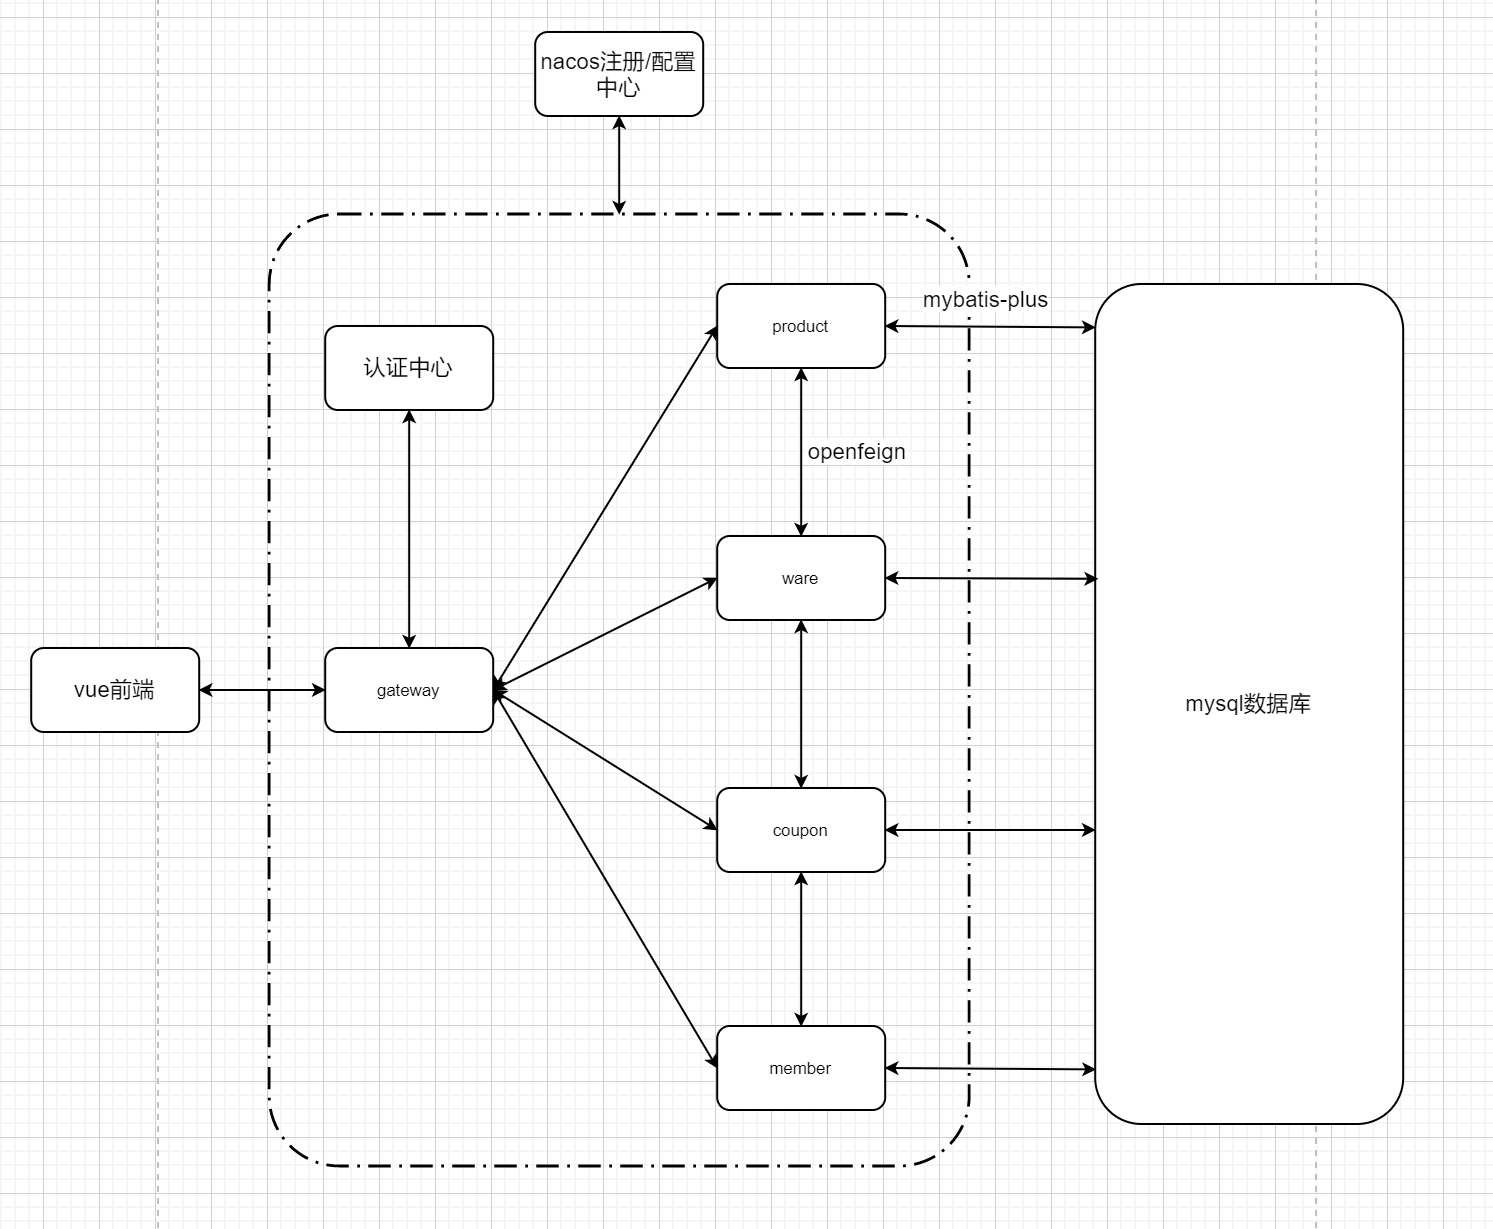 nacos注册/配置
中心
product
mybatis-plus
认证中心
openfeign
ware
vue前端
gateway
mysql数据库
coupon
member